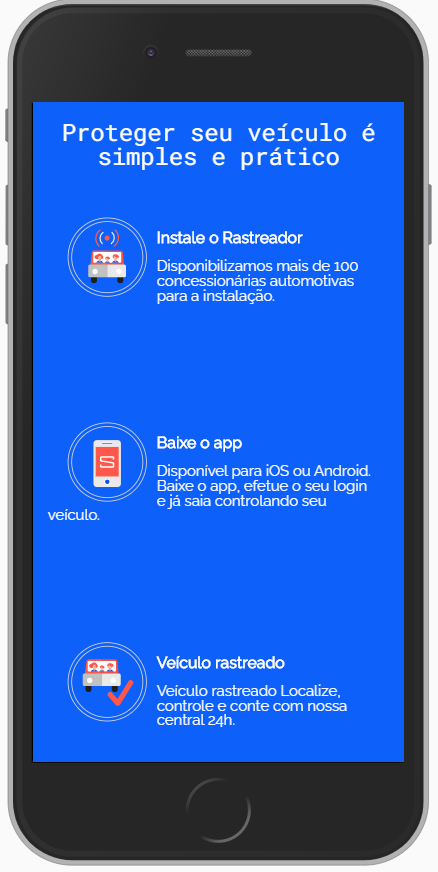 Proteger seu veículo é
simples e prático
Instale o Rastreador
Disponibilizamos mais de 100
concessionárias automotivas
para a instalação.
Baixe o app
Disponível para iOS ou Android.
Baixe o app, efetue o seu login
e já saia controlando seu
veículo.
Veículo rastreado
Veículo rastreado Localize,
controle e conte com nossa
central 24h.